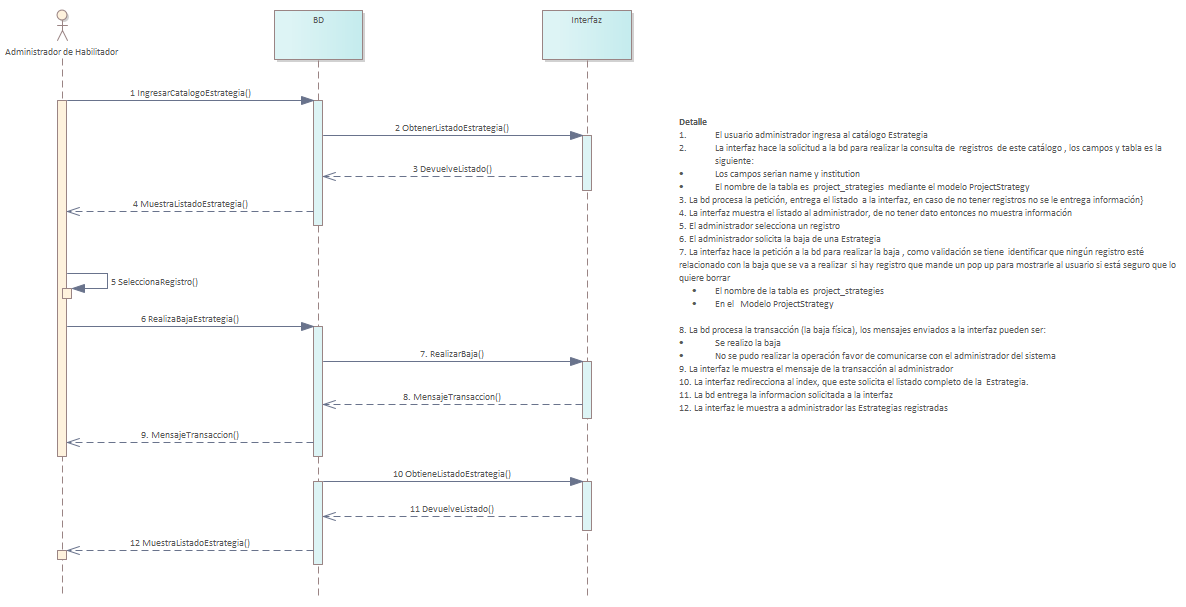 BD
Interfaz
Administrador de Habilitador
1 IngresarCatalogoEstrategia()
2 ObtenerListadoEstrategia()
3 DevuelveListado()
4 MuestraListadoEstrategia()
5 SeleccionaRegistro()
6 RealizaBajaEstrategia()
7. RealizarBaja()
8. MensajeTransaccion()
9. MensajeTransaccion()
10 ObtieneListadoEstrategia()
11 DevuelveListado()
12 MuestraListadoEstrategia()
Detalle
1. El usuario administrador ingresa al catálogo Estrategia
2. La interfaz hace la solicitud a la bd para realizar la consulta de registros de este catálogo , los campos y tabla es la
siguiente:
• Los campos serian name y institution
• El nombre de la tabla es project_strategies mediante el modelo ProjectStrategy
3. La bd procesa la petición, entrega el listado a la interfaz, en caso de no tener registros no se le entrega información}
4. La interfaz muestra el listado al administrador, de no tener dato entonces no muestra información
5. El administrador selecciona un registro
6. El administrador solicita la baja de una Estrategia
7. La interfaz hace la petición a la bd para realizar la baja , como validación se tiene identificar que ningún registro esté
relacionado con la baja que se va a realizar si hay registro que mande un pop up para mostrarle al usuario si está seguro que lo
quiere borrar
• El nombre de la tabla es project_strategies
• En el Modelo ProjectStrategy
8. La bd procesa la transacción (la baja física), los mensajes enviados a la interfaz pueden ser:
• Se realizo la baja
• No se pudo realizar la operación favor de comunicarse con el administrador del sistema
9. La interfaz le muestra el mensaje de la transacción al administrador
10. La interfaz redirecciona al index, que este solicita el listado completo de la Estrategia.
11. La bd entrega la informacion solicitada a la interfaz
12. La interfaz le muestra a administrador las Estrategias registradas